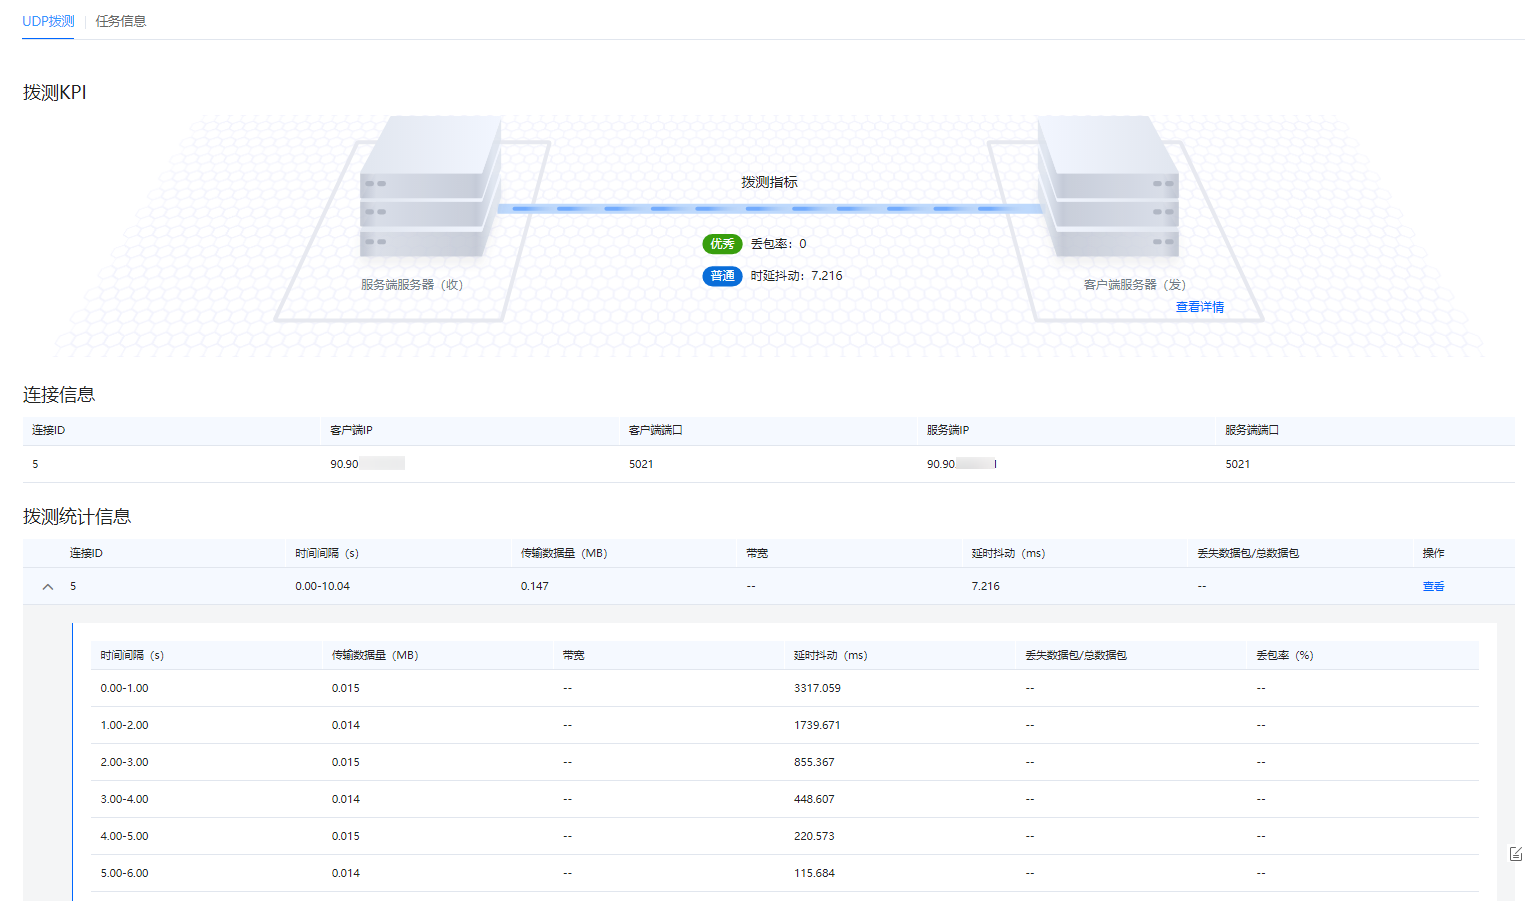 UDP拨测 任务信息
拨测KPI
拨测指标
优秀 丢包率：0
普通 时延抖动：7.216
服务端服务器（收）
客户端服务器（发）
查看详情
连接信息
连接ID 客户端IP 客户端端口 服务端IP 服务端端口
5 90.90 5021 90.90 5021
拨测统计信息
连接ID 时间间隔（s） 传输数据量（MB） 带宽 延时抖动（ms） 丢失数据包/总数据包 操作
5 0.00-10.04 0.147 -- 7.216 -- 查看
时间间隔（s） 传输数据量（MB） 带宽 延时抖动（ms） 丢失数据包/总数据包 丢包率（%）
0.00-1.00 0.015 -- 3317.059 -- --
1.00-2.00 0.014 -- 1739.671 -- --
2.00-3.00 0.015 -- 855.367 -- --
3.00-4.00 0.014 -- 448.607 -- --
4.00-5.00 0.015 -- 220.573 -- --
5.00-6.00 0.014 -- 115.684 -- --